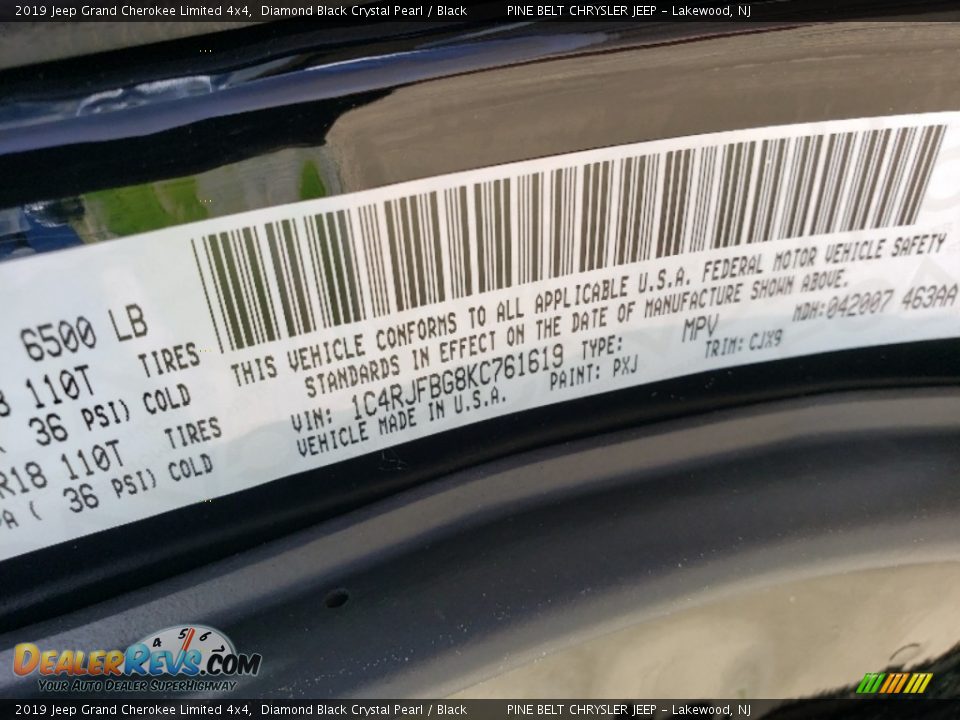 2019 Jeep Grand Cherokee Limited 4x4, Diamond Black Crystal Pearl / Black PINE BELT CHRYSLER JEEP – Lakewood, NJ
6500 LB
110T TIRES
36 PSI) COLD
R18 110T TIRES
PA ( 36 PSI) COLD
THIS VEHICLE CONFORMS TO ALL APPLICABLE U.S.A. FEDERAL MOTOR VEHICLE SAFETY
STANDARDS IN EFFECT ON THE DATE OF MANUFACTURE SHOWN ABOVE.
VIN: 1C4RJFBG8KC761619 TYPE: MPV MDH:042007 463AA
VEHICLE MADE IN U.S.A. PAINT: PXJ TRIM: CJX9
4 5 6
DEALERREVS.COM
YOUR AUTO DEALER SUPERHIGHWAY
2019 Jeep Grand Cherokee Limited 4x4, Diamond Black Crystal Pearl / Black PINE BELT CHRYSLER JEEP – Lakewood, NJ